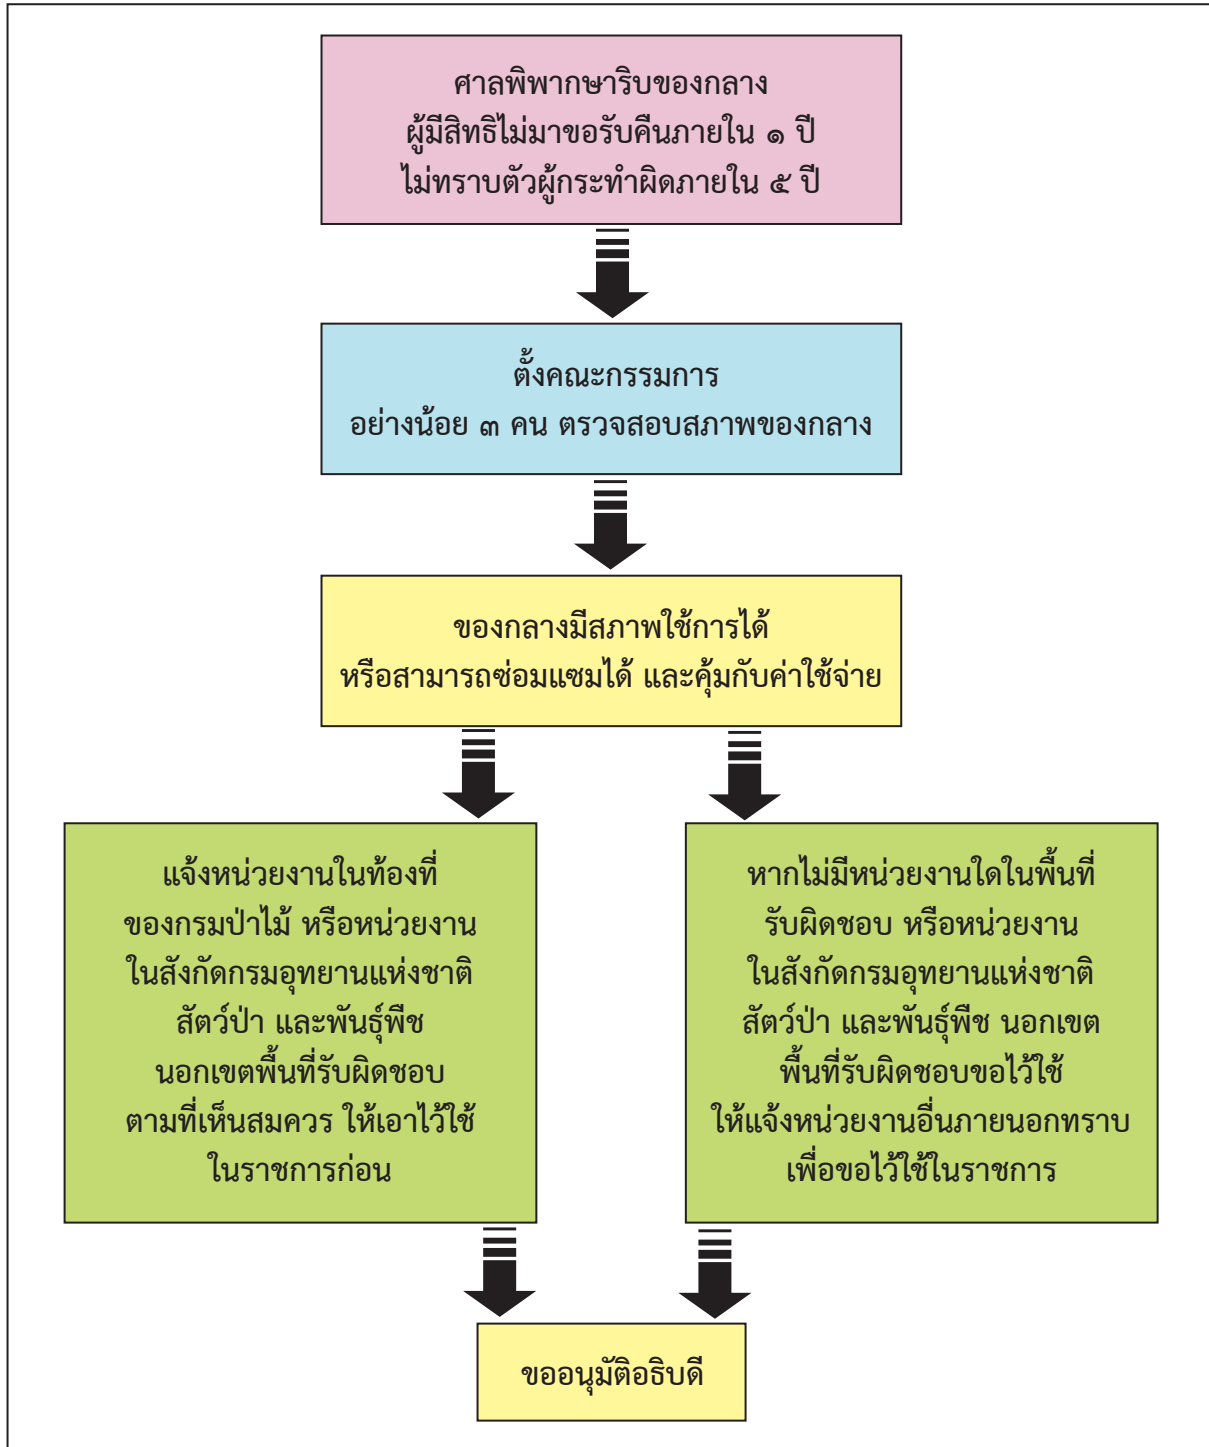 ศาลพิพากษาริบของกลาง
ผู้มีสิทธิไม่มาขอรับคืนภายใน ๑ ปี
ไม่ทราบตัวผู้กระทำผิดภายใน ๕ ปี
ตั้งคณะกรรมการ
อย่างน้อย ๓ คน ตรวจสอบสภาพของกลาง
ของกลางมีสภาพใช้การได้
หรือสามารถซ่อมแซมได้ และคุ้มกับค่าใช้จ่าย
แจ้งหน่วยงานในท้องที่
ของกรมป่าไม้ หรือหน่วยงาน
ในสังกัดกรมอุทยานแห่งชาติ
สัตว์ป่า และพันธุ์พืช
นอกเขตพื้นที่รับผิดชอบ
ตามที่เห็นสมควร ให้เอาไว้ใช้
ในราชการก่อน
หากไม่มีหน่วยงานใดในพื้นที่
รับผิดชอบ หรือหน่วยงาน
ในสังกัดกรมอุทยานแห่งชาติ
สัตว์ป่า และพันธุ์พืช นอกเขต
พื้นที่รับผิดชอบขอไว้ใช้
ให้แจ้งหน่วยงานอื่นภายนอกทราบ
เพื่อขอไว้ใช้ในราชการ
ขออนุมัติอธิบดี